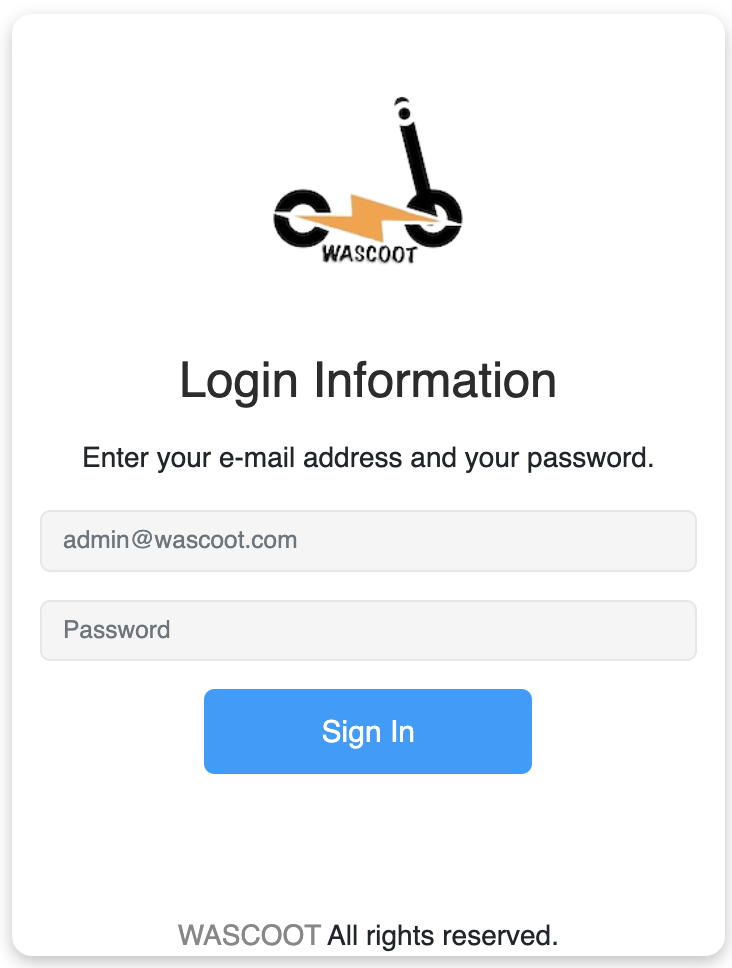 WASCOOT
Login Information
Enter your e-mail address and your password.
admin@wascoot.com
Password
Sign In
WASCOOT All rights reserved.